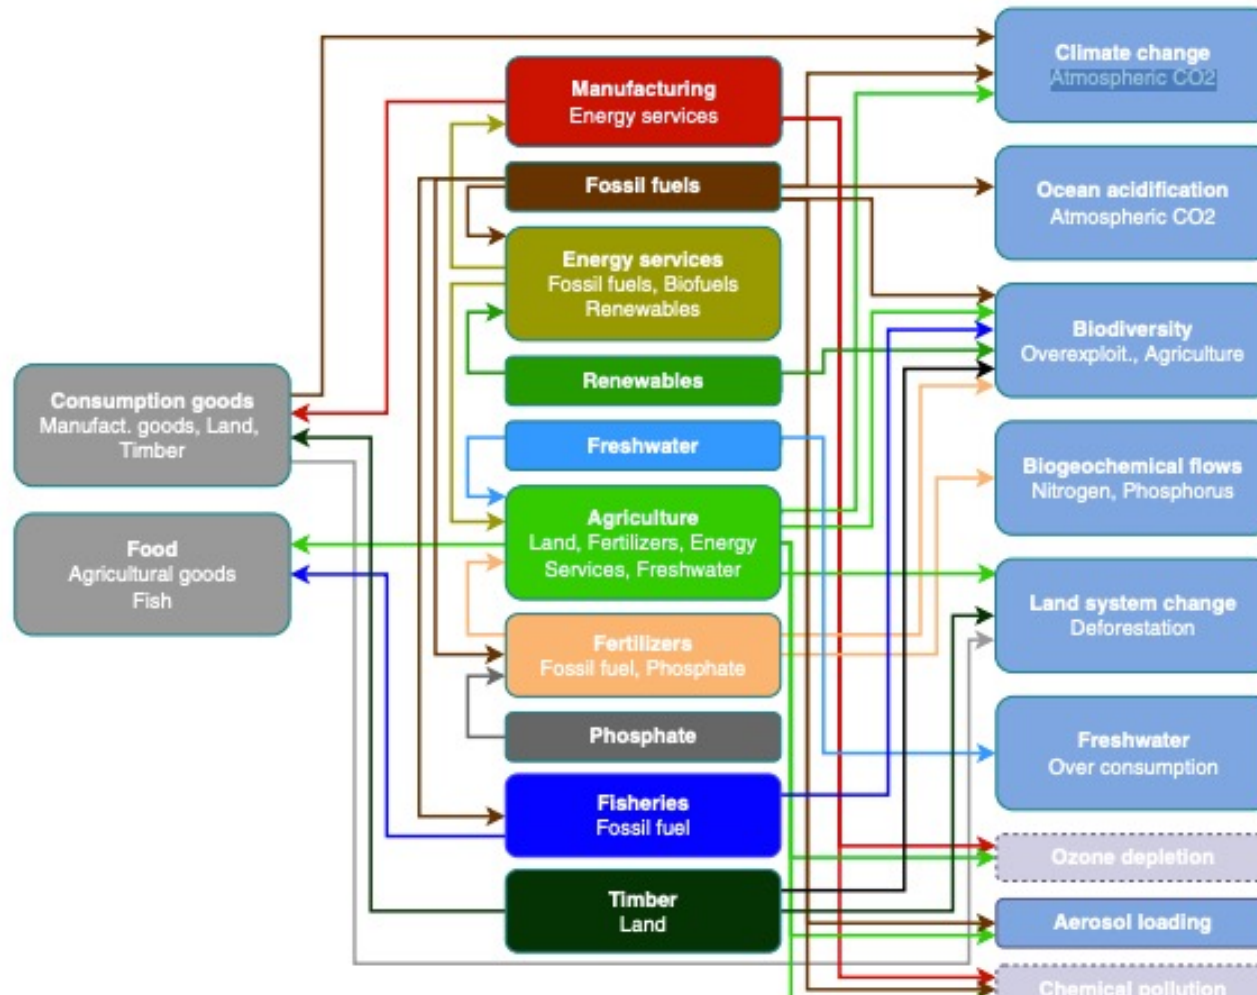 Consumption goods
Manufact. goods, Land,
Timber
Food
Agricultural goods
Fish
Manufacturing
Energy services
Fossil fuels
Energy services
Fossil fuels, Biofuels
Renewables
Renewables
Freshwater
Agriculture
Land, Fertilizers, Energy
Services, Freshwater
Fertilizers
Fossil fuel, Phosphate
Phosphate
Fisheries
Fossil fuel
Timber
Land
Climate change
Atmospheric CO2
Ocean acidification
Atmospheric CO2
Biodiversity
Overexploit., Agriculture
Biogeochemical flows
Nitrogen, Phosphorus
Land system change
Deforestation
Freshwater
Over consumption
Ozone depletion
Aerosol loading
Chemical pollution